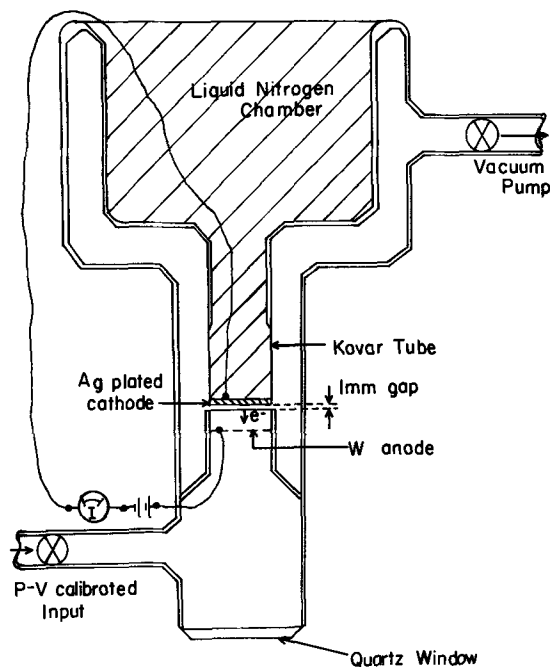 Liquid Nitrogen
Chamber
Vacuum
Pump
Kovar Tube
Ag plated
cathode
1mm gap
e-
W anode
I
P-V calibrated
Input
Quartz Window